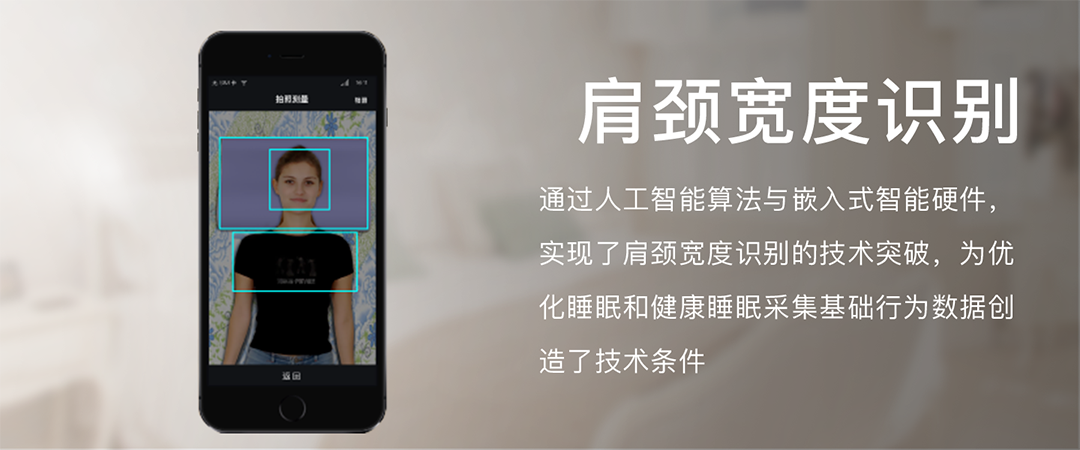 拍照测量
返回
肩颈宽度识别
通过人工智能算法与嵌入式智能硬件，
实现了肩颈宽度识别的技术突破，为优
化睡眠和健康睡眠采集基础行为数据创
造了技术条件